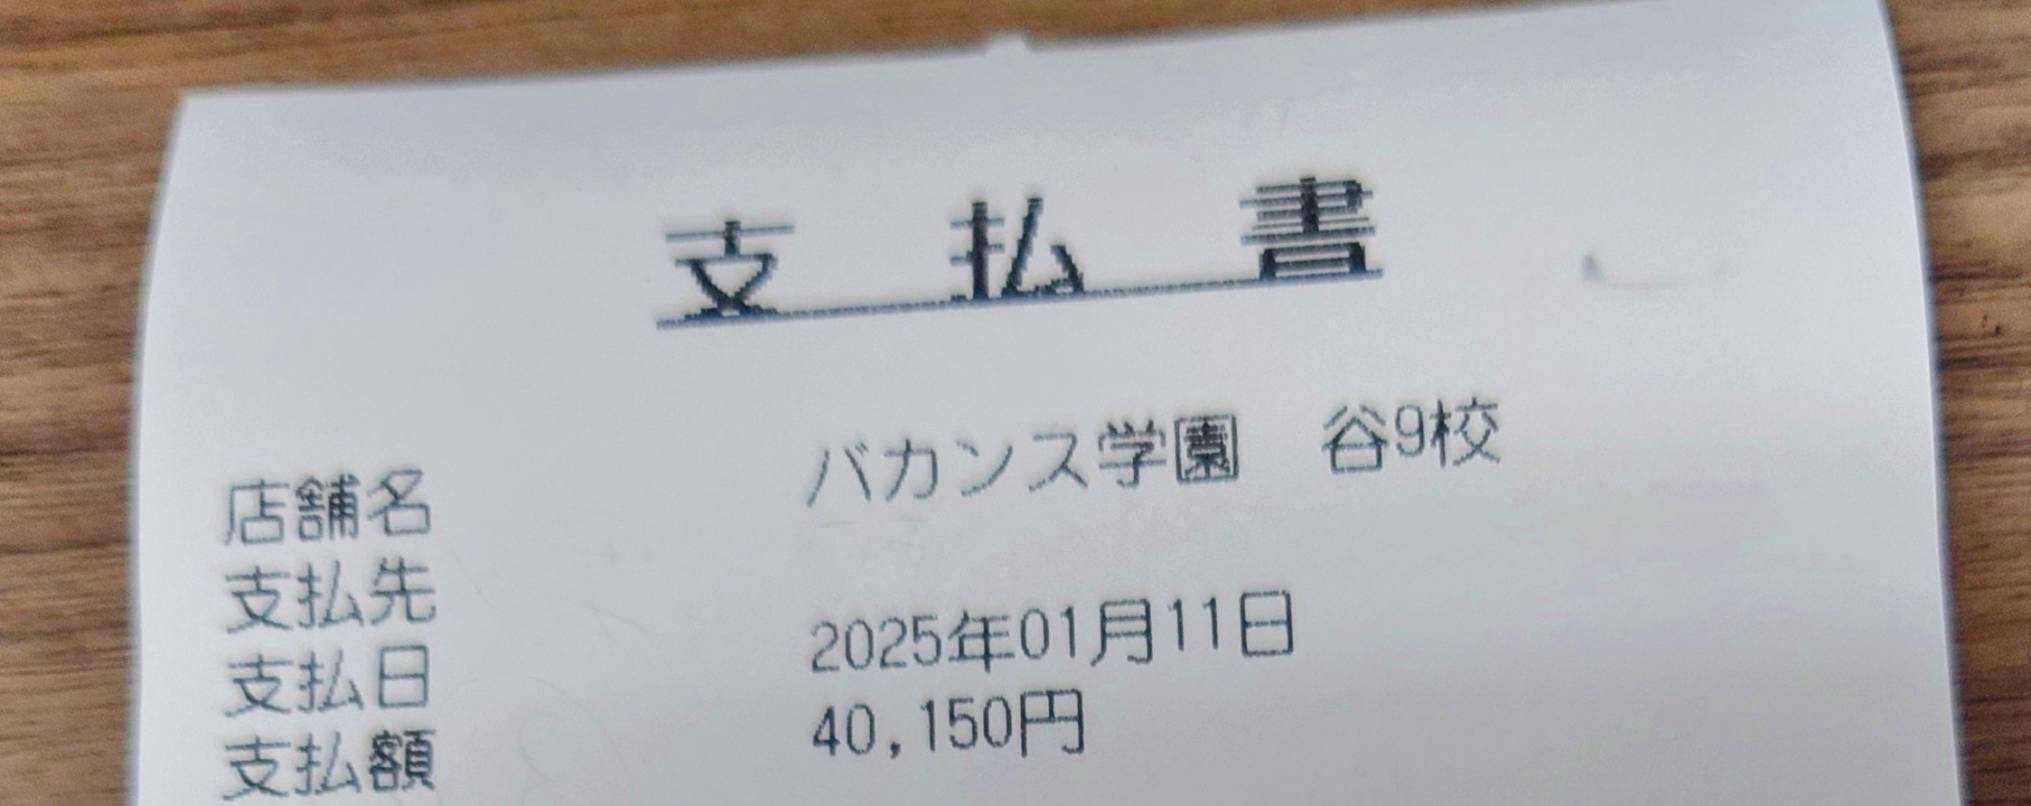 支　払　書
店舗名　バカンス学園　谷9校
支払先
支払日　2025年01月11日
支払額　40,150円